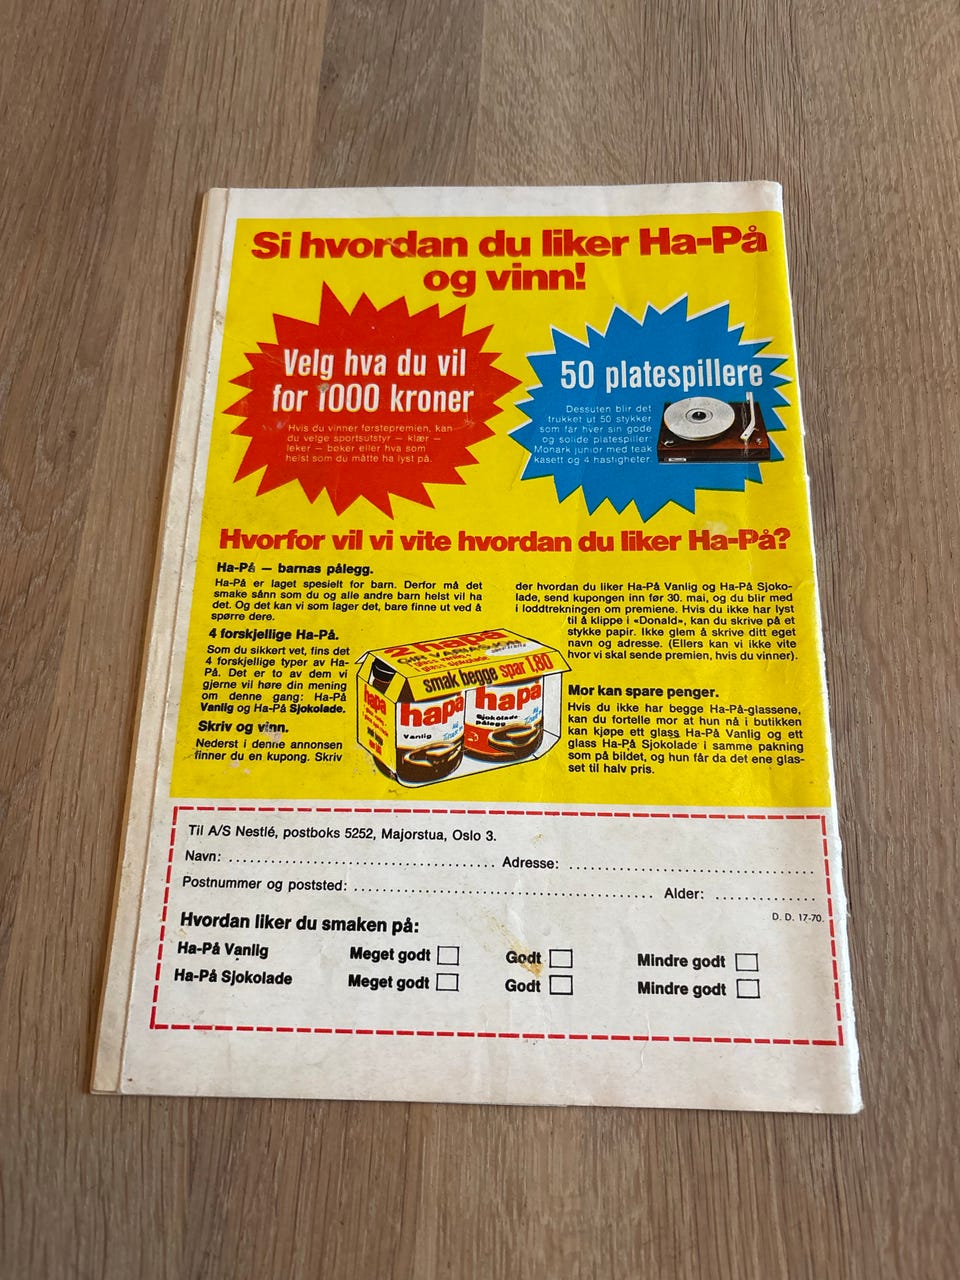 Si hvordan du liker Ha-På
og vinn!
Velg hva du vil
for 1000 kroner
Hvis du vinner førstepremien, kan
du velge sportsutstyr — klær —
leker — bøker eller hva som
helst som du måtte ha lyst på.
50 platespillere
Dessuten blir det
trukket ut 50 stykker
som får hver sin gode
og solide platespiller:
Monark junior med teak
kasett og 4 hastigheter.
Hvorfor vil vi vite hvordan du liker Ha-På?
Ha-På — barnas pålegg.
Ha-På er laget spesielt for barn. Derfor må det
smake sånn som du og alle andre barn helst vil ha
det. Og det kan vi som lager det, bare finne ut ved å
spørre dere.
4 forskjellige Ha-På.
Som du sikkert vet, fins det
4 forskjellige typer av Ha-
På. Det er to av dem vi
gjerne vil høre din mening
om denne gang: Ha-På
Vanlig og Ha-På Sjokolade.
Skriv og vinn.
Nederst i denne annonsen
finner du en kupong. Skriv
der hvordan du liker Ha-På Vanlig og Ha-På Sjoko-
lade, send kupongen inn før 30. mai, og du blir med
i loddtrekningen om premiene. Hvis du ikke har lyst
til å klippe i «Donald», kan du skrive på et
stykke papir. Ikke glem å skrive ditt eget
navn og adresse. (Ellers kan vi ikke vite
hvor vi skal sende premien, hvis du vinner).
Mor kan spare penger.
Hvis du ikke har begge Ha-På-glassene,
kan du fortelle mor at hun nå i butikken
kan kjøpe ett glass Ha-På Vanlig og ett
glass Ha-På Sjokolade i samme pakning
som på bildet, og hun får da det ene glas-
set til halv pris.
2 hapa
GIR VARIASJON
1 glass vanlig
1 glass sjokolade
smak begge spar 1,80
hapa
hapa
Vanlig
hapa
Sjokolade
pålegg
Til A/S Nestlé, postboks 5252, Majorstua, Oslo 3.
Navn: Adresse:
Postnummer og poststed: Alder:
D. D. 17-70.
Hvordan liker du smaken på:
Ha-På Vanlig Meget godt Godt Mindre godt
Ha-På Sjokolade Meget godt Godt Mindre godt